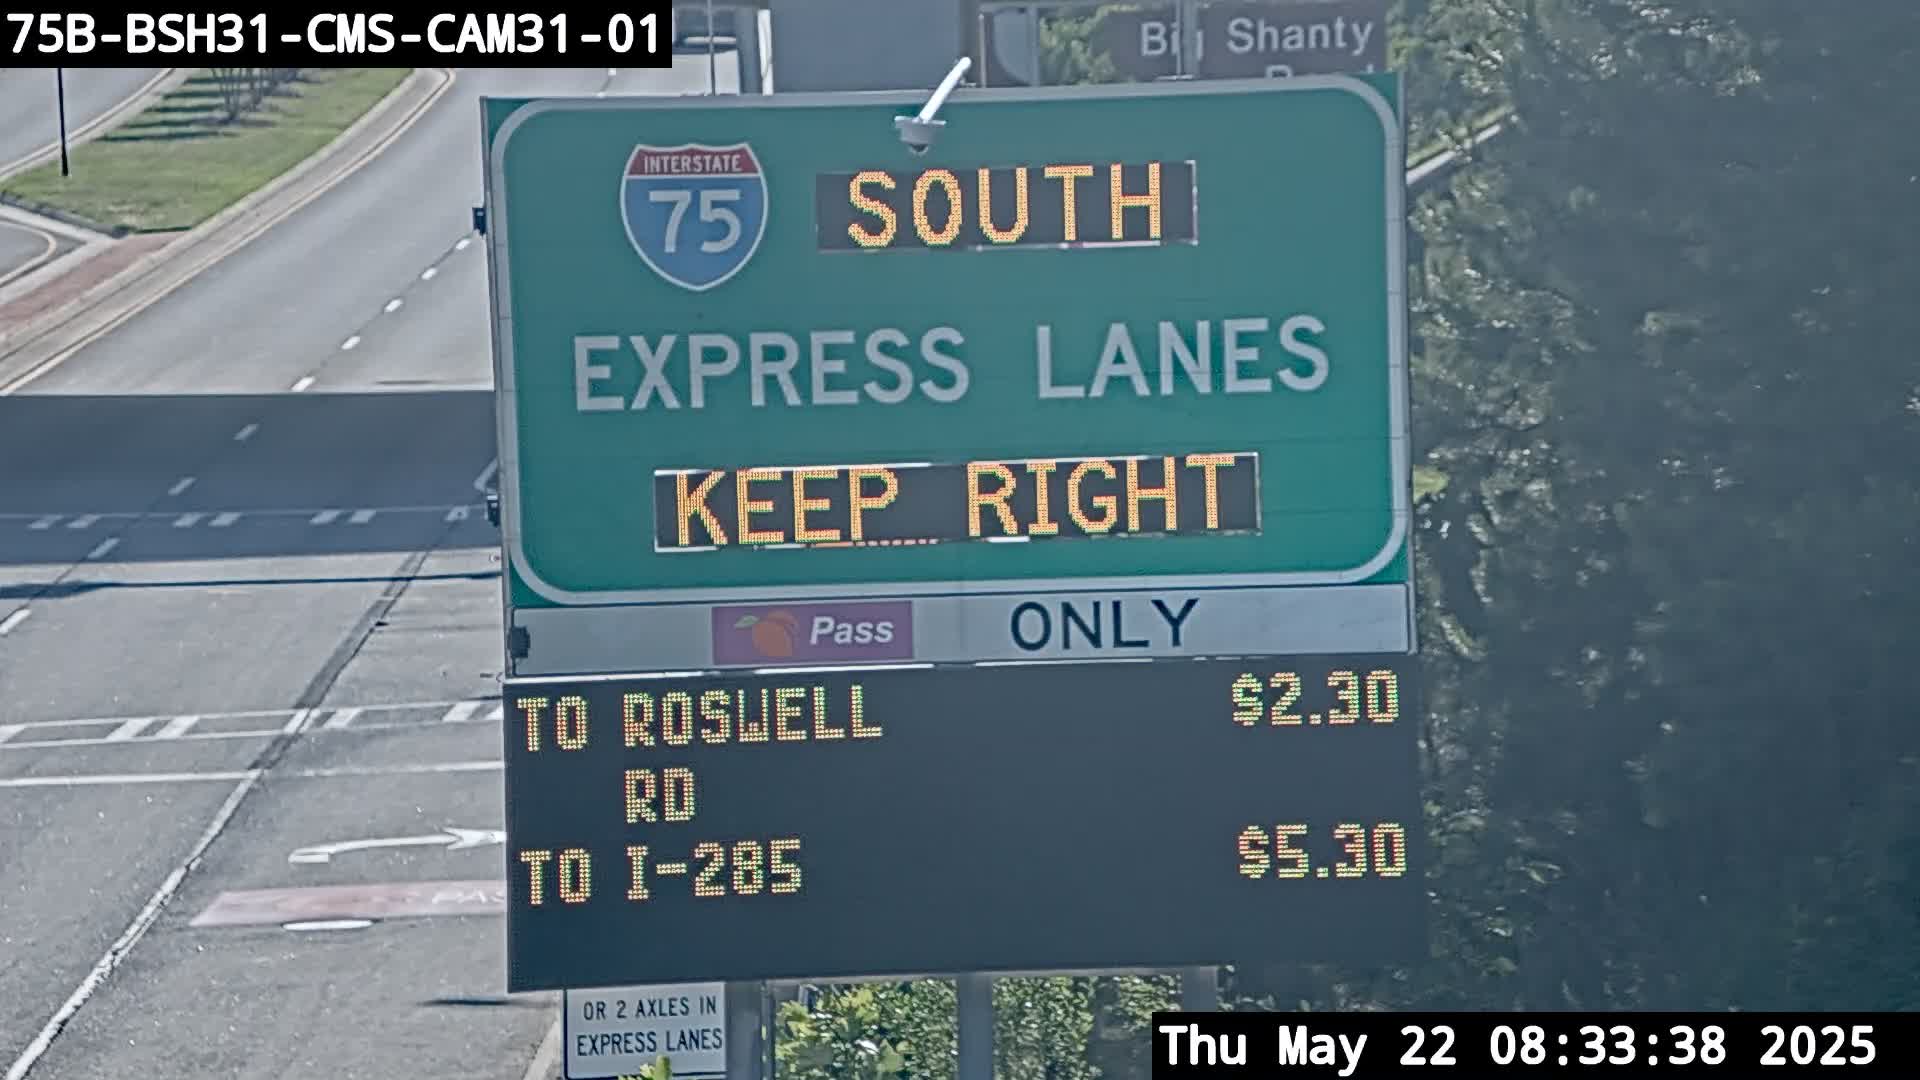 75B-BSH31-CMS-CAM31-01
Big Shanty
INTERSTATE
75
SOUTH
EXPRESS LANES
KEEP RIGHT
Pass ONLY
TO ROSWELL $2.30
RD
TO I-285 $5.30
OR 2 AXLES IN
EXPRESS LANES
Thu May 22 08:33:38 2025